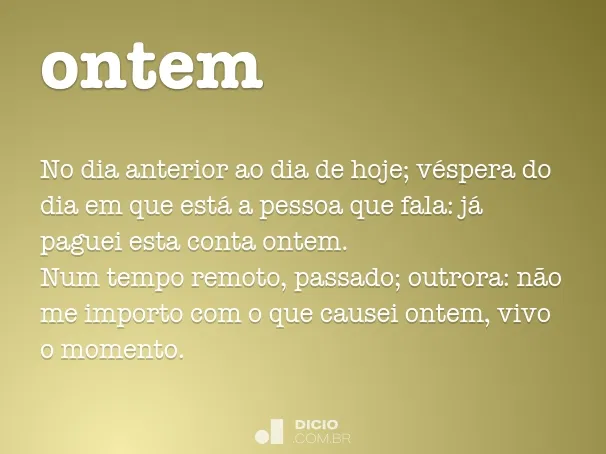 ontem
No dia anterior ao dia de hoje; véspera do
dia em que está a pessoa que fala: já
paguei esta conta ontem.
Num tempo remoto, passado; outrora: não
me importo com o que causei ontem, vivo
o momento.
DICIO
COM.BR